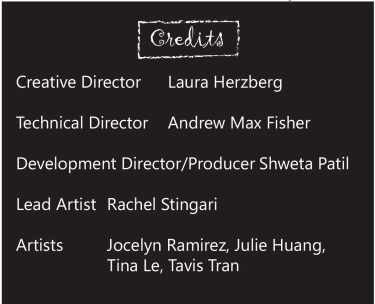 Credits
Creative Director Laura Herzberg
Technical Director Andrew Max Fisher
Development Director/Producer Shweta Patil
Lead Artist Rachel Stingari
Artists Jocelyn Ramirez, Julie Huang,
Tina Le, Tavis Tran